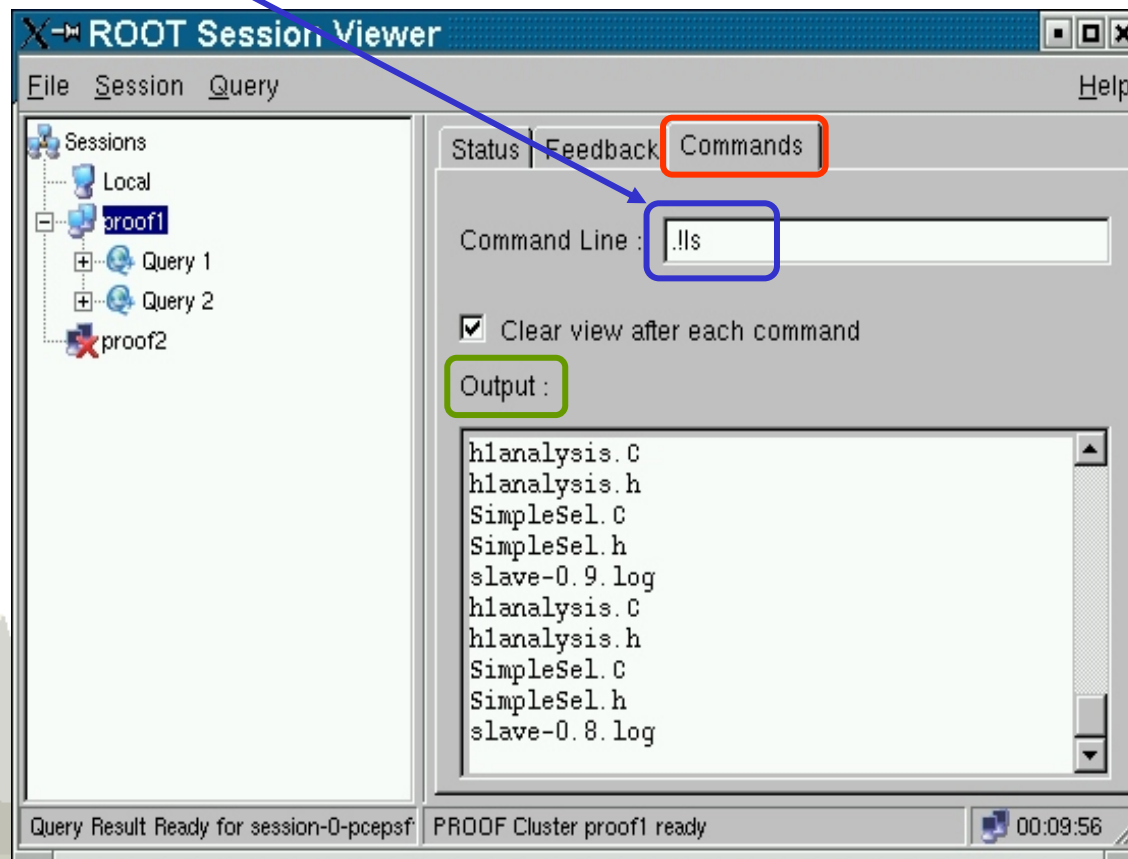 ROOT Session Viewer
File Session Query Help
Sessions
Local
proof1
Query 1
Query 2
proof2
Status Feedback Commands
Command Line : .!ls
Clear view after each command
Output :
h1analysis.C
h1analysis.h
SimpleSel.C
SimpleSel.h
slave-0.9.log
h1analysis.C
h1analysis.h
SimpleSel.C
SimpleSel.h
slave-0.8.log
Query Result Ready for session-0-pcepsf PROOF Cluster proof1 ready 00:09:56